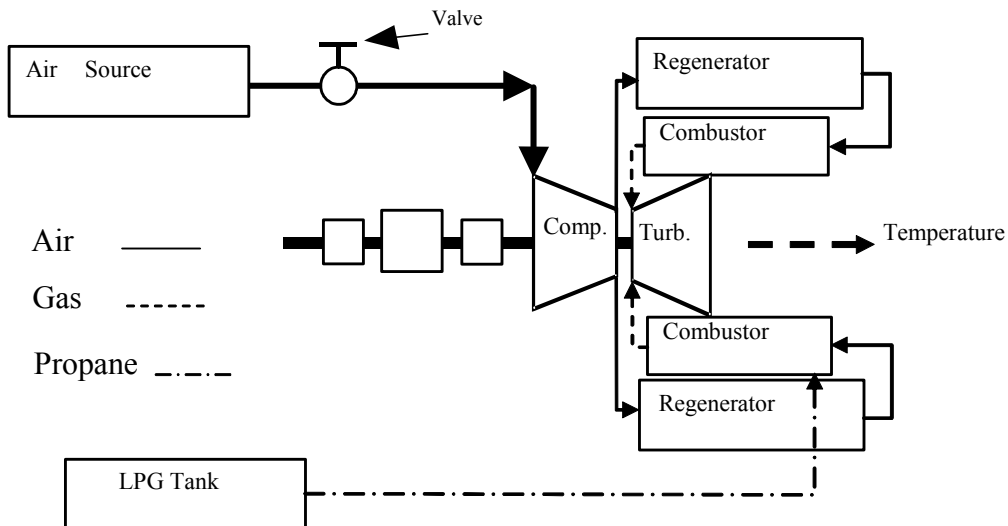 Valve
Air Source
Regenerator
Combustor
Comp.
Turb.
Air
Temperature
Gas
Combustor
Propane
Regenerator
LPG Tank